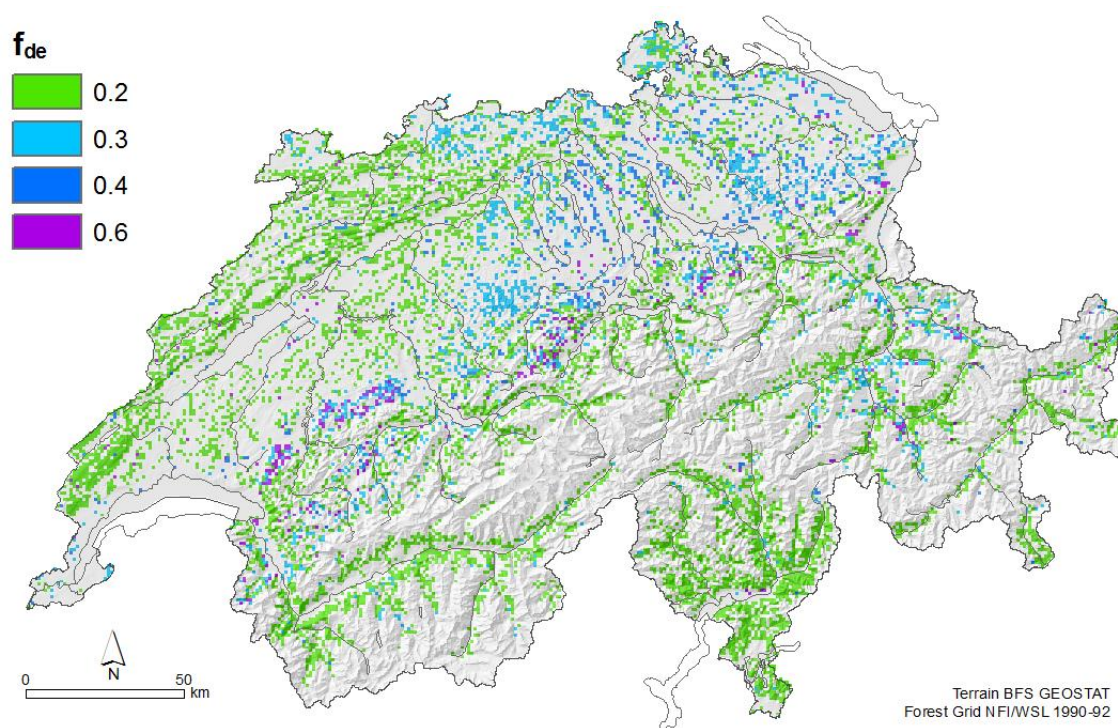 fde
0.2
0.3
0.4
0.6
N
0 50
km
Terrain BFS GEOSTAT
Forest Grid NFI/WSL 1990-92